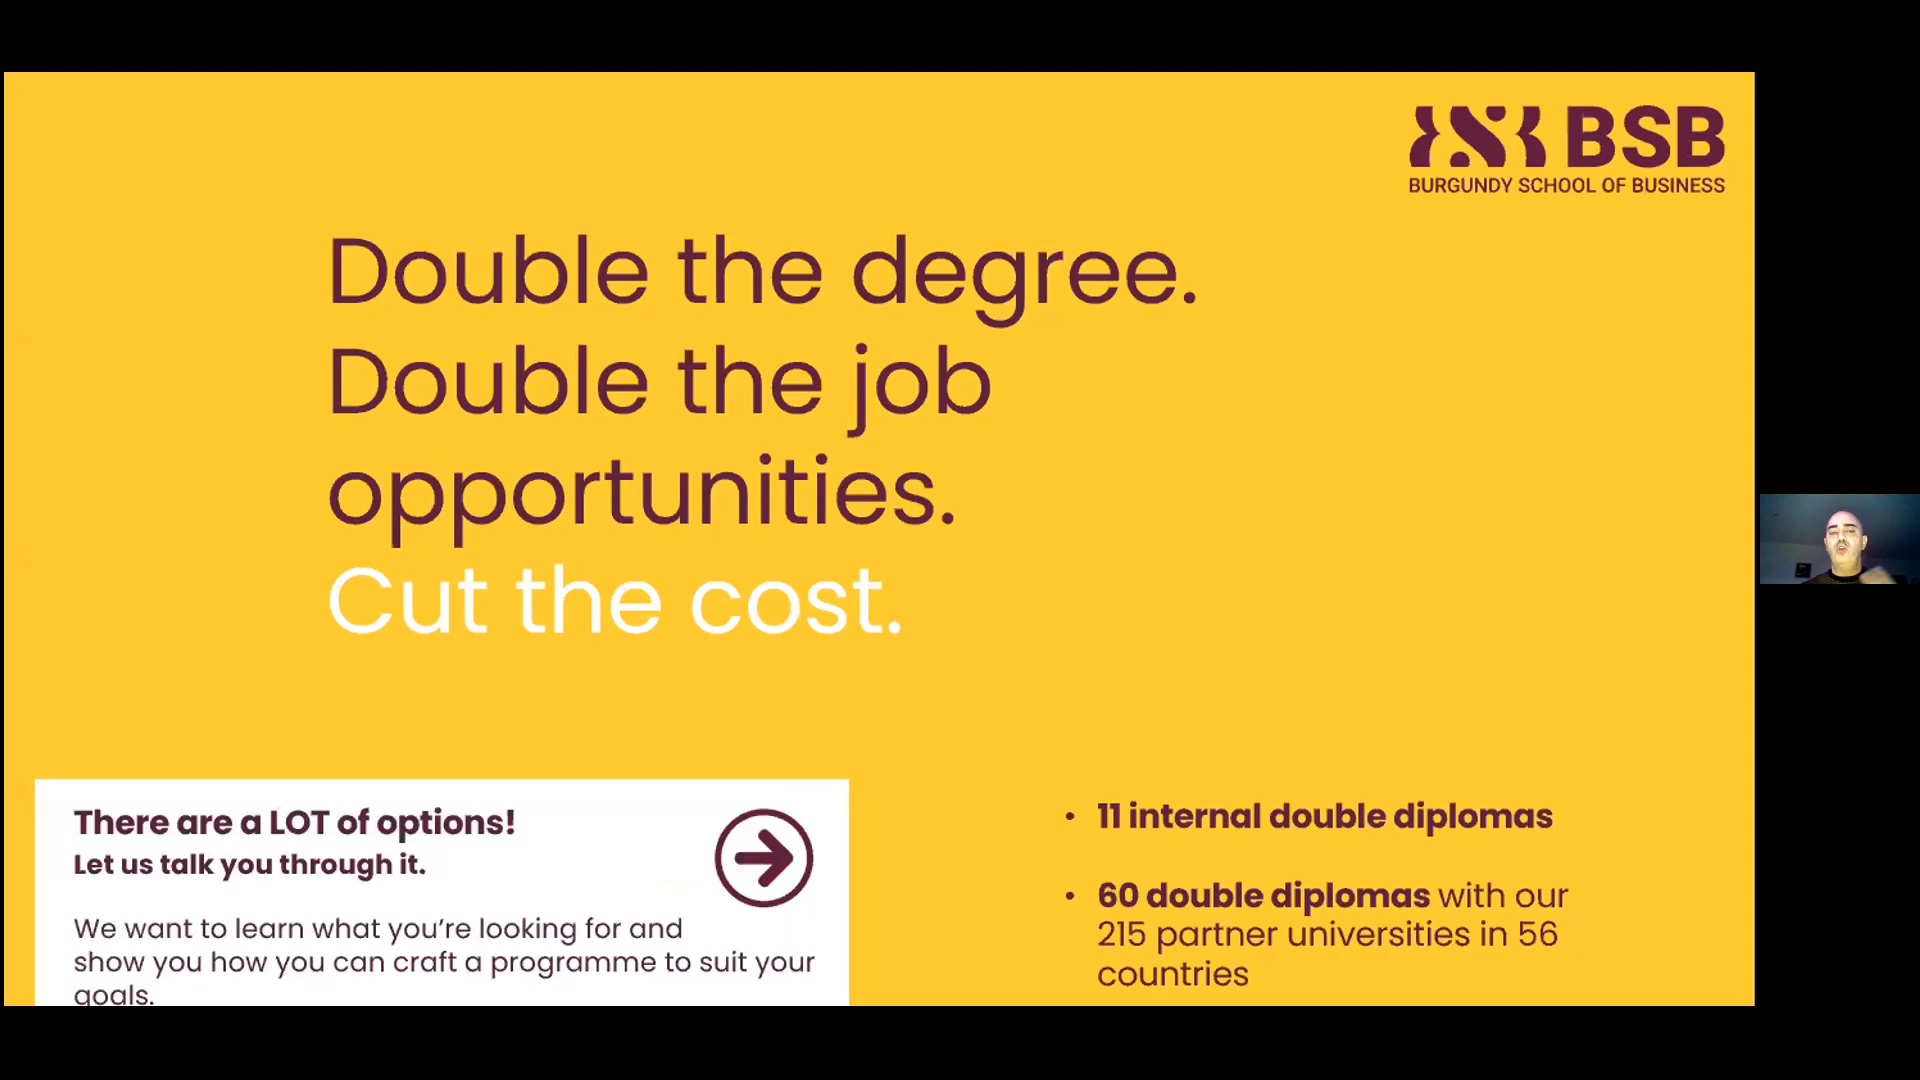 BSB
BURGUNDY SCHOOL OF BUSINESS
Double the degree.
Double the job
opportunities.
Cut the cost.
There are a LOT of options!
Let us talk you through it.
We want to learn what you’re looking for and
show you how you can craft a programme to suit your
goals.
• 11 internal double diplomas
• 60 double diplomas with our
215 partner universities in 56
countries